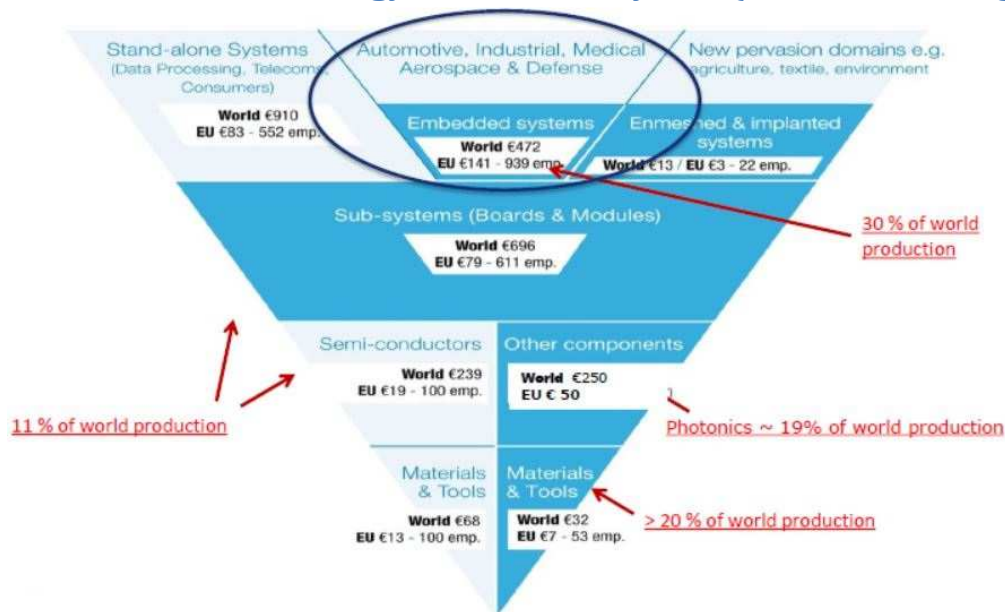 Stand-alone Systems
(Data Processing, Telecoms,
Consumers)
World €910
EU €83 - 552 emp.
Automotive, Industrial, Medical
Aerospace & Defense
Embedded systems
World €472
EU €141 - 939 emp.
New pervasion domains e.g.
agriculture, textile, environment
Enmeshed & implanted
systems
World €13 / EU €3 - 22 emp.
Sub-systems (Boards & Modules)
World €696
EU €79 - 611 emp.
30 % of world
production
Semi-conductors
World €239
EU €19 - 100 emp.
Other components
World €250
EU € 50
11 % of world production
Photonics ~ 19% of world production
Materials
& Tools
World €68
EU €13 - 100 emp.
Materials
& Tools
World €32
EU €7 - 53 emp.
> 20 % of world production